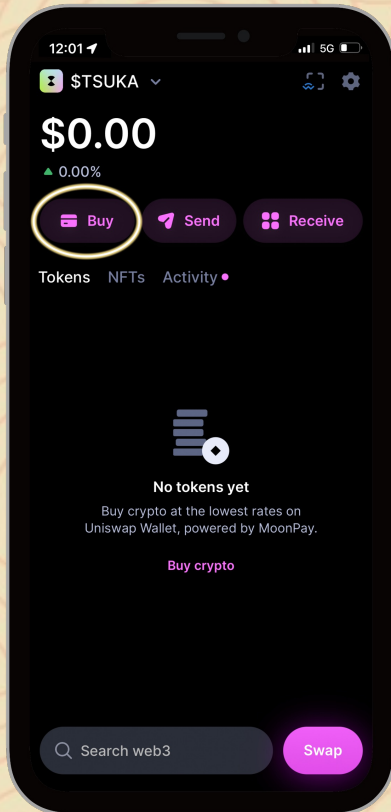 12:01 5G
$TSUKA
$0.00
0.00%
Buy Send Receive
Tokens NFTs Activity
No tokens yet
Buy crypto at the lowest rates on
Uniswap Wallet, powered by MoonPay.
Buy crypto
Search web3 Swap